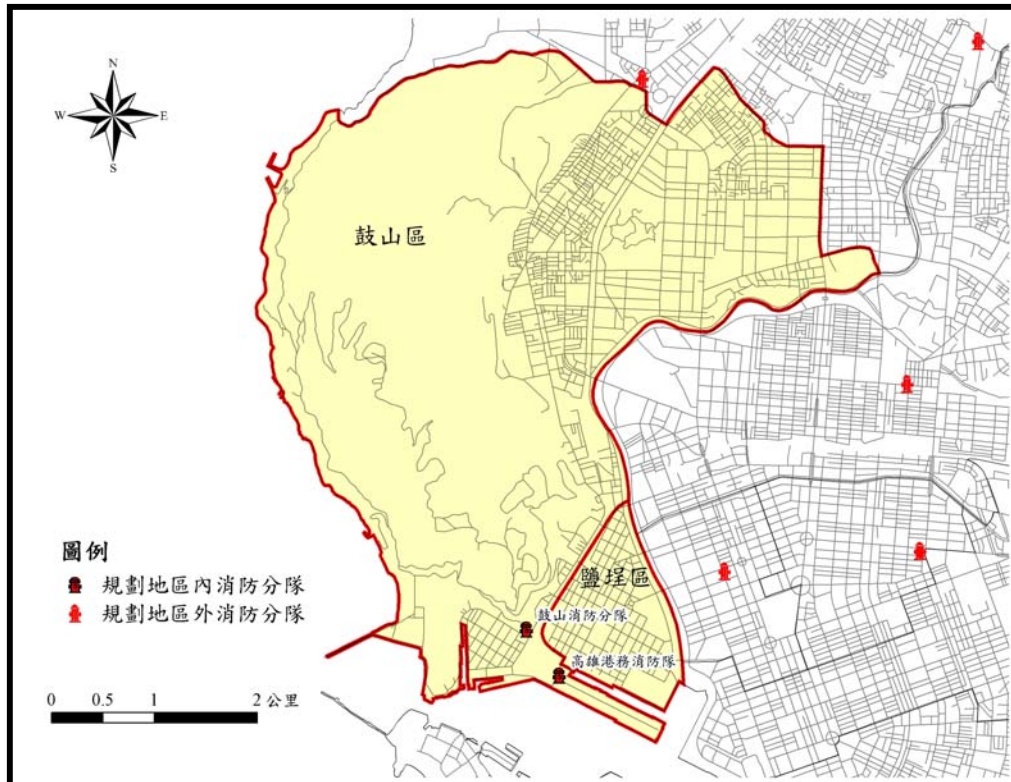 N
W E
S
鼓山區
鹽埕區
鼓山消防分隊
高雄港務消防隊
圖例
規劃地區內消防分隊
規劃地區外消防分隊
0 0.5 1 2 公里